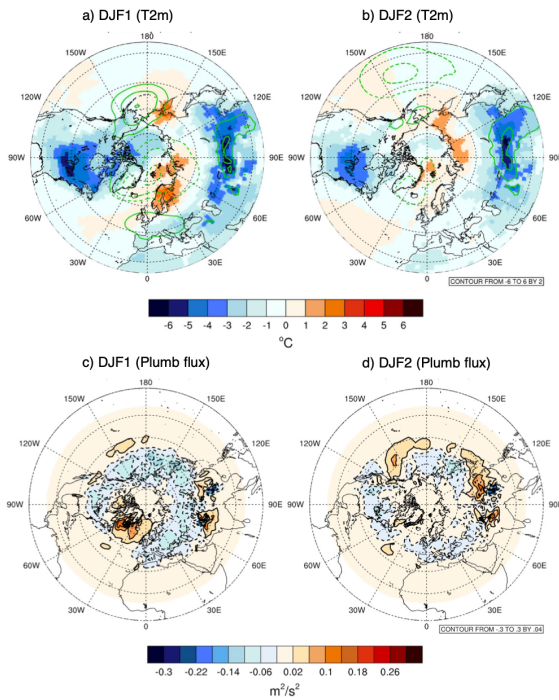 a) DJF1 (T2m)
b) DJF2 (T2m)
180
150W
150E
120W
120E
90W
90E
60W
60E
30W
30E
0
180
150W
150E
120W
120E
90W
90E
60W
60E
30W
30E
0
CONTOUR FROM -6 TO 6 BY 2
-6 -5 -4 -3 -2 -1 0 1 2 3 4 5 6
°C
c) DJF1 (Plumb flux)
d) DJF2 (Plumb flux)
180
150W
150E
120W
120E
90W
90E
60W
60E
30W
30E
0
180
150W
150E
120W
120E
90W
90E
60W
60E
30W
30E
0
CONTOUR FROM -.3 TO .3 BY .04
-0.3 -0.22 -0.14 -0.06 0.02 0.1 0.18 0.26
m²/s²